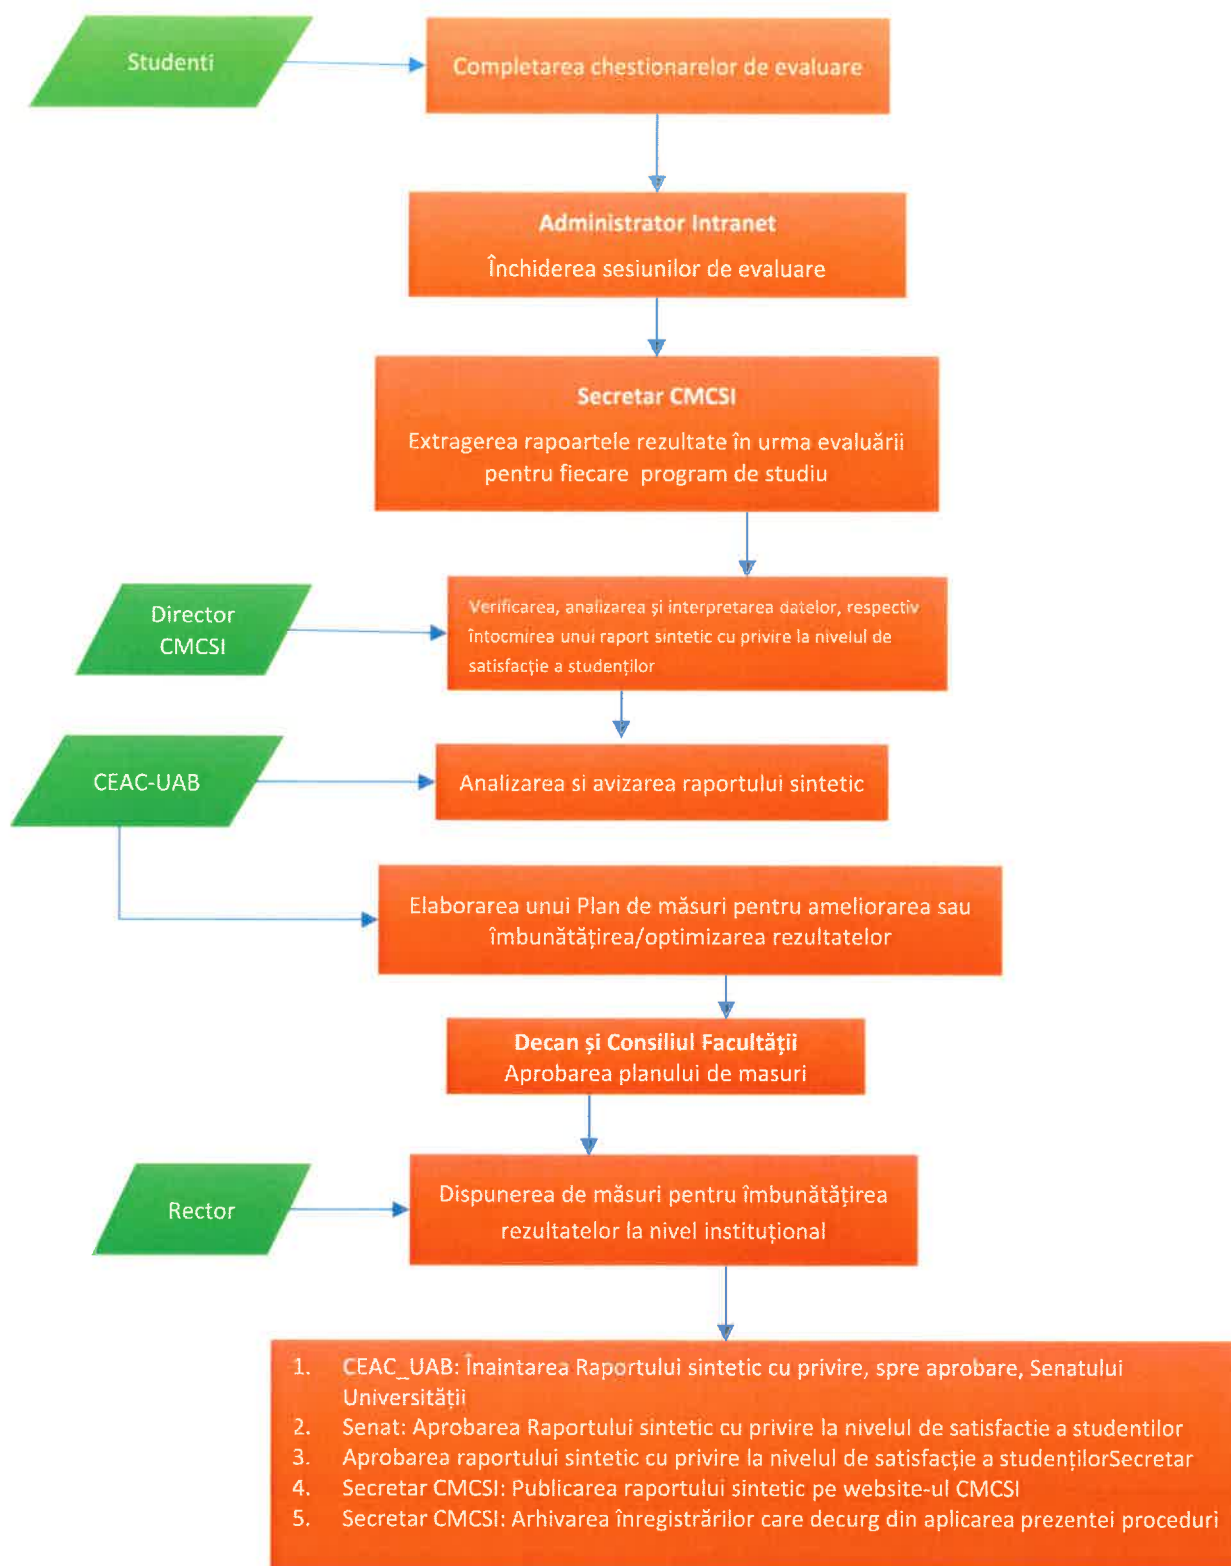 Studenti
Completarea chestionarelor de evaluare
Administrator Intranet
Închiderea sesiunilor de evaluare
Secretar CMCSI
Extragerea rapoartele rezultate în urma evaluării
pentru fiecare program de studiu
Director
CMCSI
Verificarea, analizarea și interpretarea datelor, respectiv
întocmirea unui raport sintetic cu privire la nivelul de
satisfacție a studenților
CEAC-UAB
Analizarea si avizarea raportului sintetic
Elaborarea unui Plan de măsuri pentru ameliorarea sau
îmbunătățirea/optimizarea rezultatelor
Decan și Consiliul Facultății
Aprobarea planului de masuri
Rector
Dispunerea de măsuri pentru îmbunătățirea
rezultatelor la nivel instituțional
1. CEAC_UAB: Înaintarea Raportului sintetic cu privire, spre aprobare, Senatului
Universității
2. Senat: Aprobarea Raportului sintetic cu privire la nivelul de satisfactie a studentilor
3. Aprobarea raportului sintetic cu privire la nivelul de satisfacție a studențilorSecretar
4. Secretar CMCSI: Publicarea raportului sintetic pe website-ul CMCSI
5. Secretar CMCSI: Arhivarea înregistrărilor care decurg din aplicarea prezentei proceduri